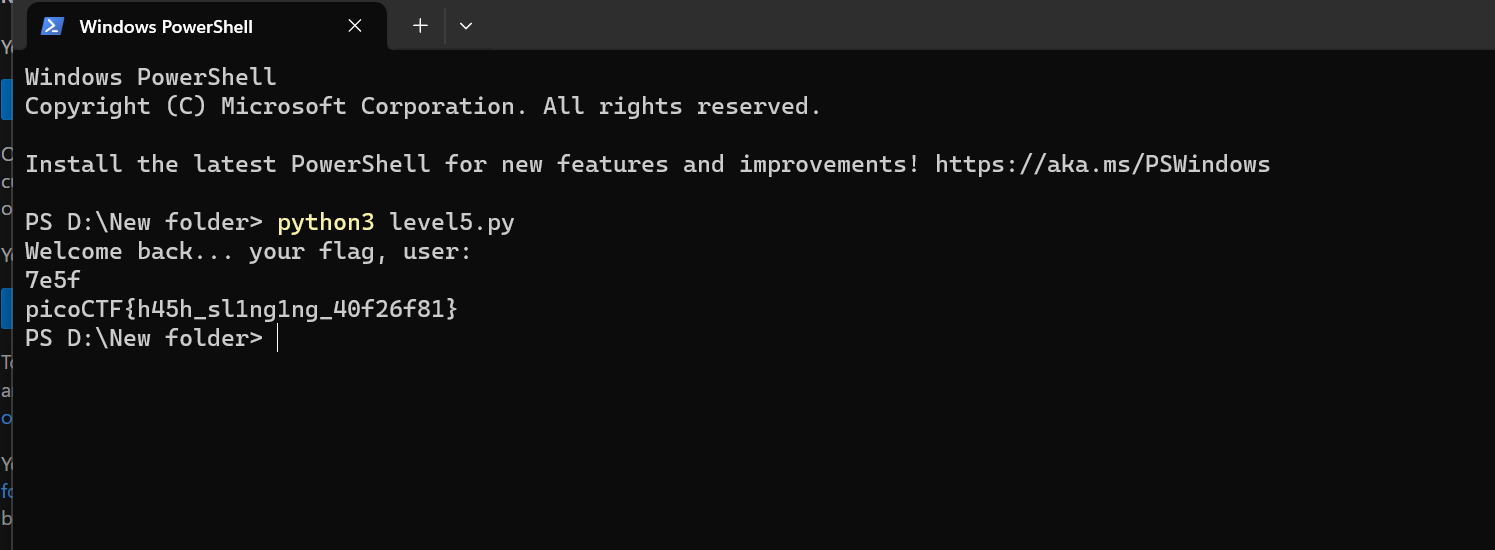 Windows PowerShell
Windows PowerShell
Copyright (C) Microsoft Corporation. All rights reserved.
Install the latest PowerShell for new features and improvements! https://aka.ms/PSWindows
PS D:\New folder> python3 level5.py
Welcome back... your flag, user:
7e5f
picoCTF{h45h_sl1ng1ng_40f26f81}
PS D:\New folder>